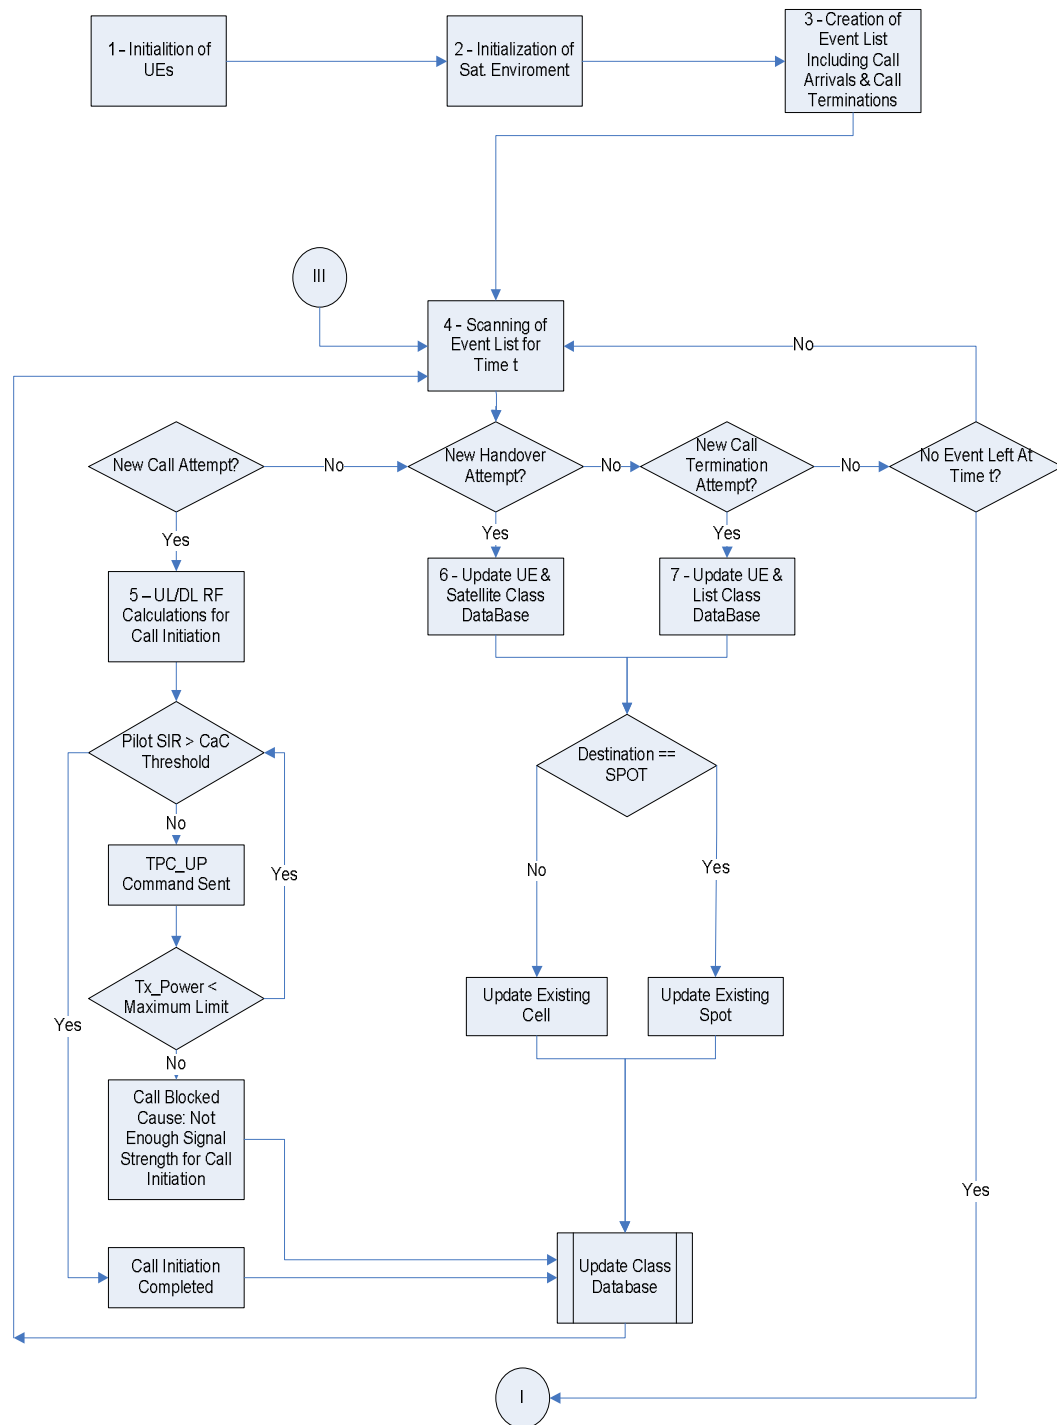 1 - Initialition of
UEs
2 - Initialization of
Sat. Enviroment
3 - Creation of
Event List
Including Call
Arrivals & Call
Terminations
III
4 - Scanning of
Event List for
Time t
No
New Call Attempt?
No
New Handover
Attempt?
No
New Call
Termination
Attempt?
No
No Event Left At
Time t?
Yes
Yes
Yes
5 – UL/DL RF
Calculations for
Call Initiation
6 - Update UE &
Satellite Class
DataBase
7 - Update UE &
List Class
DataBase
Pilot SIR > CaC
Threshold
Destination ==
SPOT
No
TPC_UP
Command Sent
Yes
No
Yes
Tx_Power <
Maximum Limit
Yes
No
Update Existing
Cell
Update Existing
Spot
Call Blocked
Cause: Not
Enough Signal
Strength for Call
Initiation
Yes
Call Initiation
Completed
Update Class
Database
I